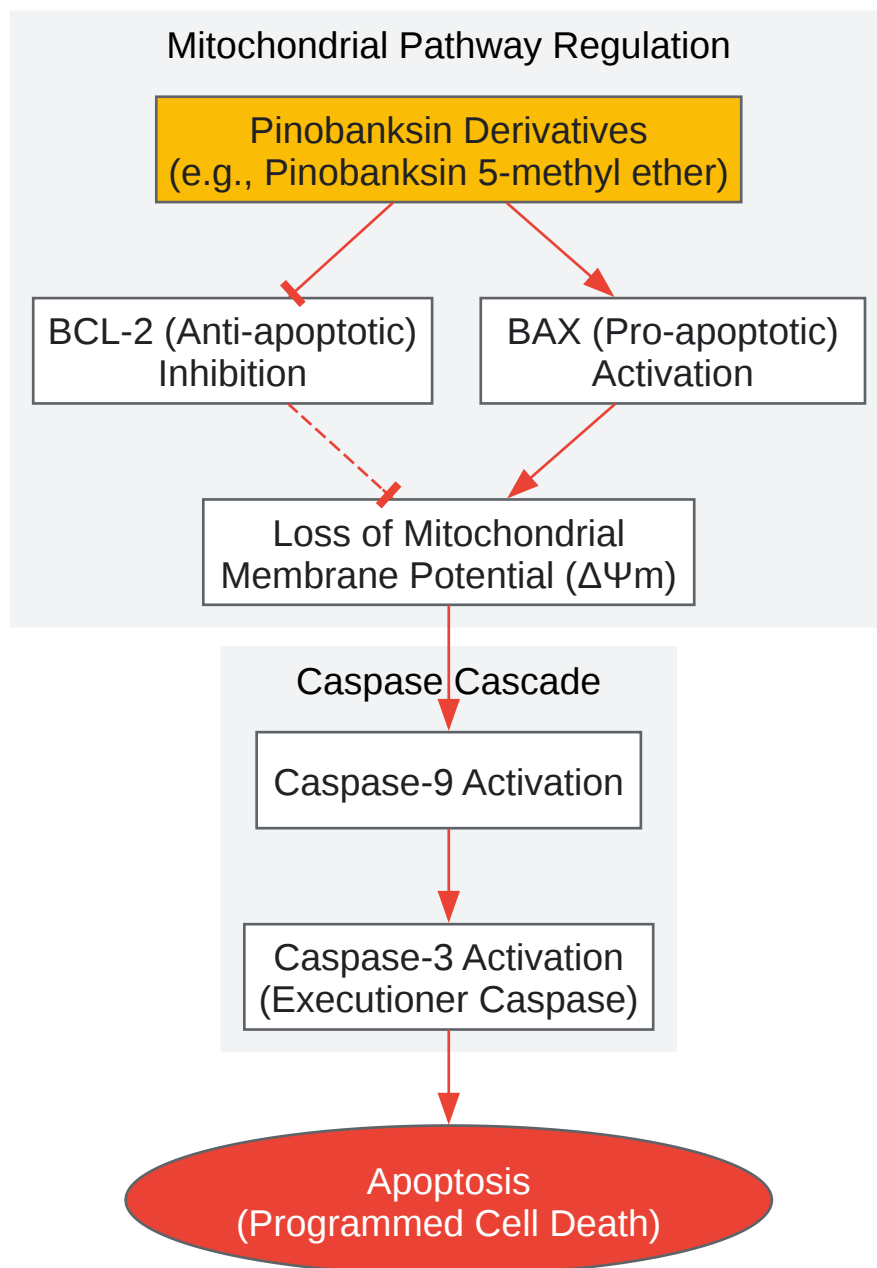 Mitochondrial Pathway Regulation
Pinobanksin Derivatives
(e.g., Pinobanksin 5-methyl ether)
BCL-2 (Anti-apoptotic)
Inhibition
BAX (Pro-apoptotic)
Activation
Loss of Mitochondrial
Membrane Potential (ΔΨm)
Caspase Cascade
Caspase-9 Activation
Caspase-3 Activation
(Executioner Caspase)
Apoptosis
(Programmed Cell Death)